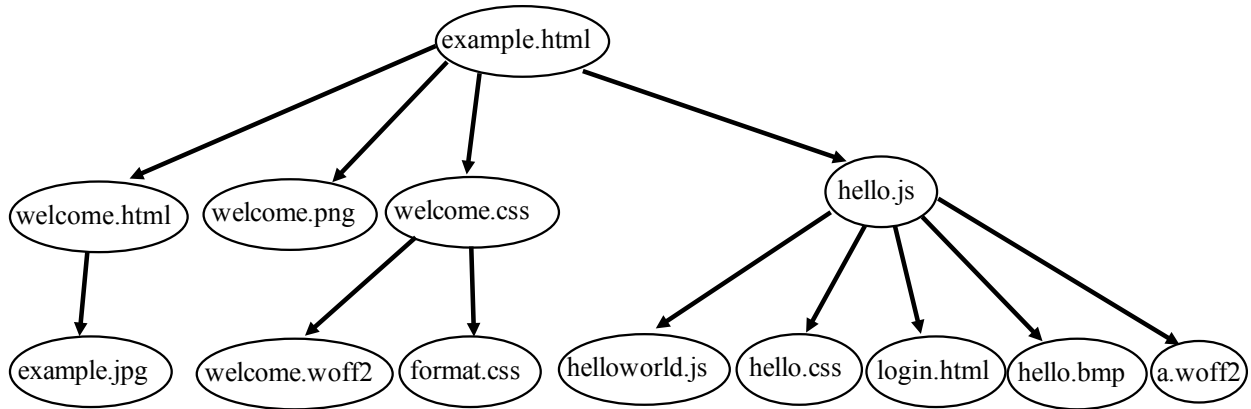 example.html
welcome.html
welcome.png
welcome.css
hello.js
example.jpg
welcome.woff2
format.css
helloworld.js
hello.css
login.html
hello.bmp
a.woff2